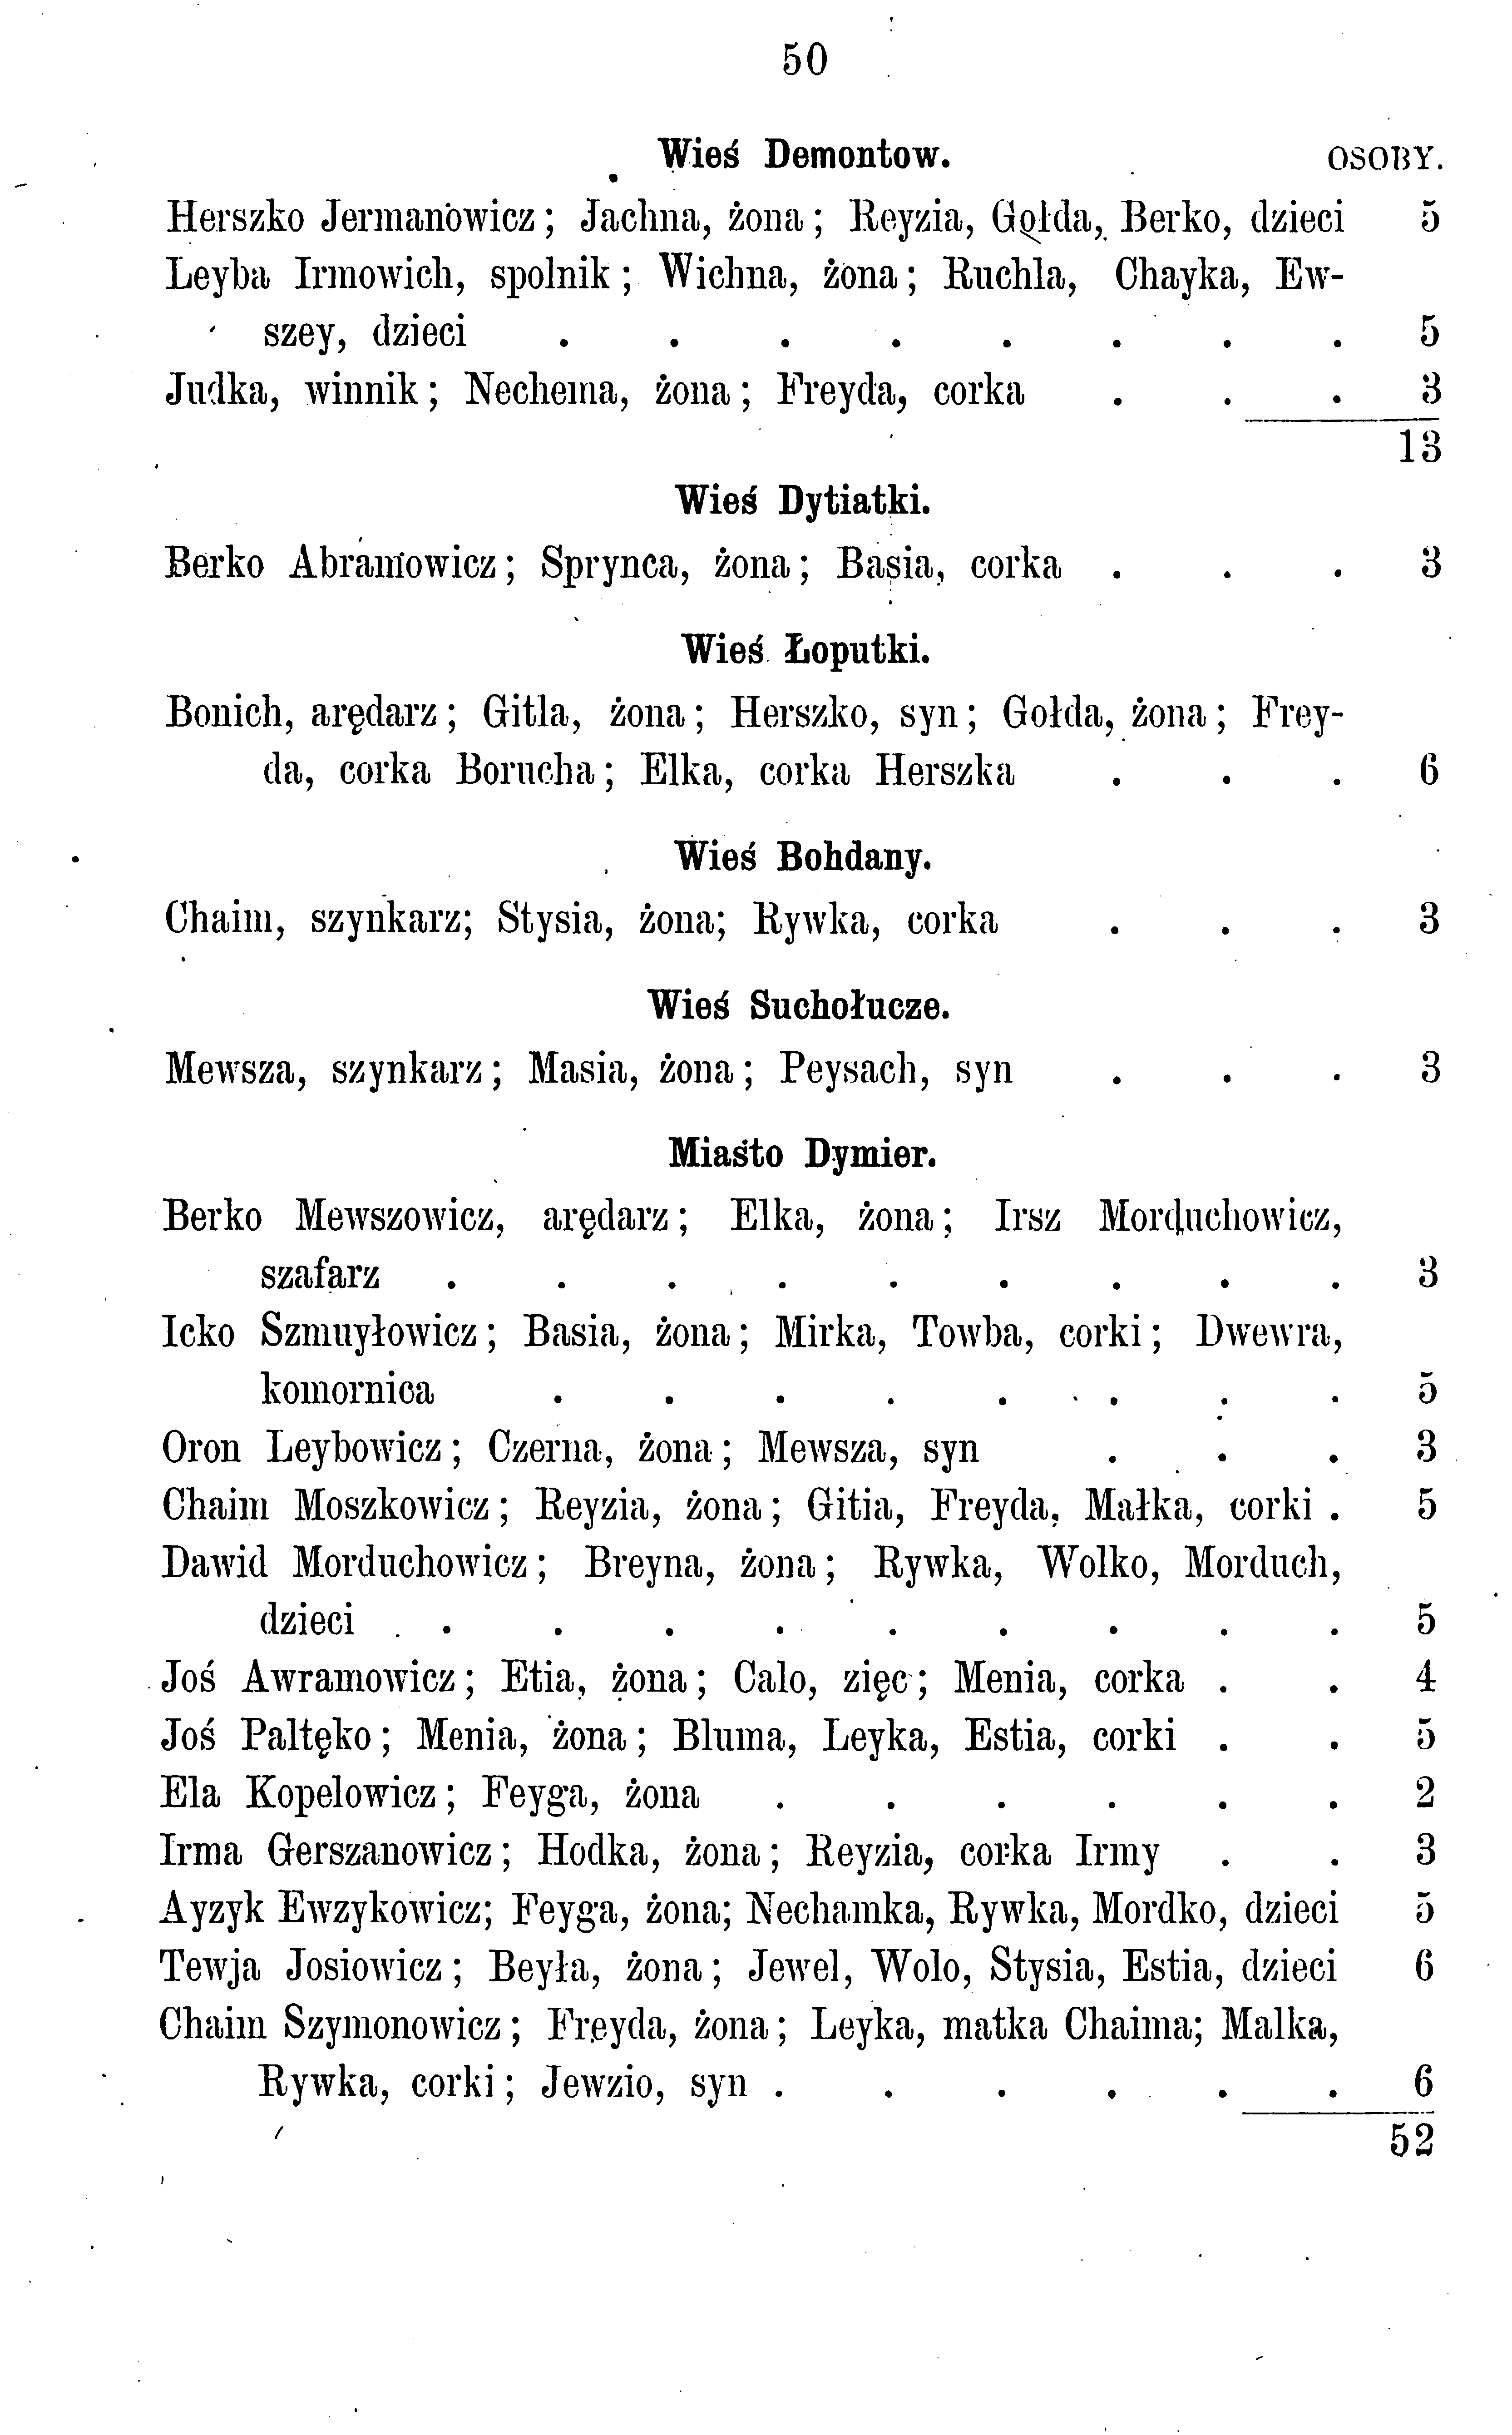 50
Wieś Demontow. OSOBY.
Herszko Jermanowicz; Jachna, żona; Reyzia, Gołda, Berko, dzieci 5
Leyba Irmowich, spolnik; Wichna, żona; Ruchla, Chayka, Ew-
szey, dzieci . . . . . . . . 5
Judka, winnik; Nechema, żona; Freyda, corka . . . 3
13
Wieś Dytiatki.
Berko Abramowicz; Sprynca, żona; Basia, corka . . . 3
Wieś Łoputki.
Bonich, arędarz; Gitla, żona; Herszko, syn; Gołda, żona; Frey-
da, corka Borucha; Elka, corka Herszka . . . 6
Wieś Bohdany.
Chaim, szynkarz; Stysia, żona; Rywka, corka . . . 3
Wieś Suchołucze.
Mewsza, szynkarz; Masia, żona; Peysach, syn . . . 3
Miasto Dymier.
Berko Mewszowicz, arędarz; Elka, żona; Irsz Morduchowicz,
szafarz . . . . . . . . . 3
Icko Szmuyłowicz; Basia, żona; Mirka, Towba, corki; Dwewra,
komornica . . . . . . . . 5
Oron Leybowicz; Czerna, żona; Mewsza, syn . . . 3
Chaim Moszkowicz; Reyzia, żona; Gitia, Freyda, Małka, corki . 5
Dawid Morduchowicz; Breyna, żona; Rywka, Wolko, Morduch,
dzieci . . . . . . . . . 5
Joś Awramowicz; Etia, żona; Calo, zięc; Menia, corka . . 4
Joś Paltęko; Menia, żona; Bluma, Leyka, Estia, corki . . 5
Ela Kopelowicz; Feyga, żona . . . . . . 2
Irma Gerszanowicz; Hodka, żona; Reyzia, corka Irmy . . 3
Ayzyk Ewzykowicz; Feyga, żona; Nechamka, Rywka, Mordko, dzieci 5
Tewja Josiowicz; Beyła, żona; Jewel, Wolo, Stysia, Estia, dzieci 6
Chaim Szymonowicz; Freyda, żona; Leyka, matka Chaima; Malka,
Rywka, corki; Jewzio, syn . . . . . . 6
52